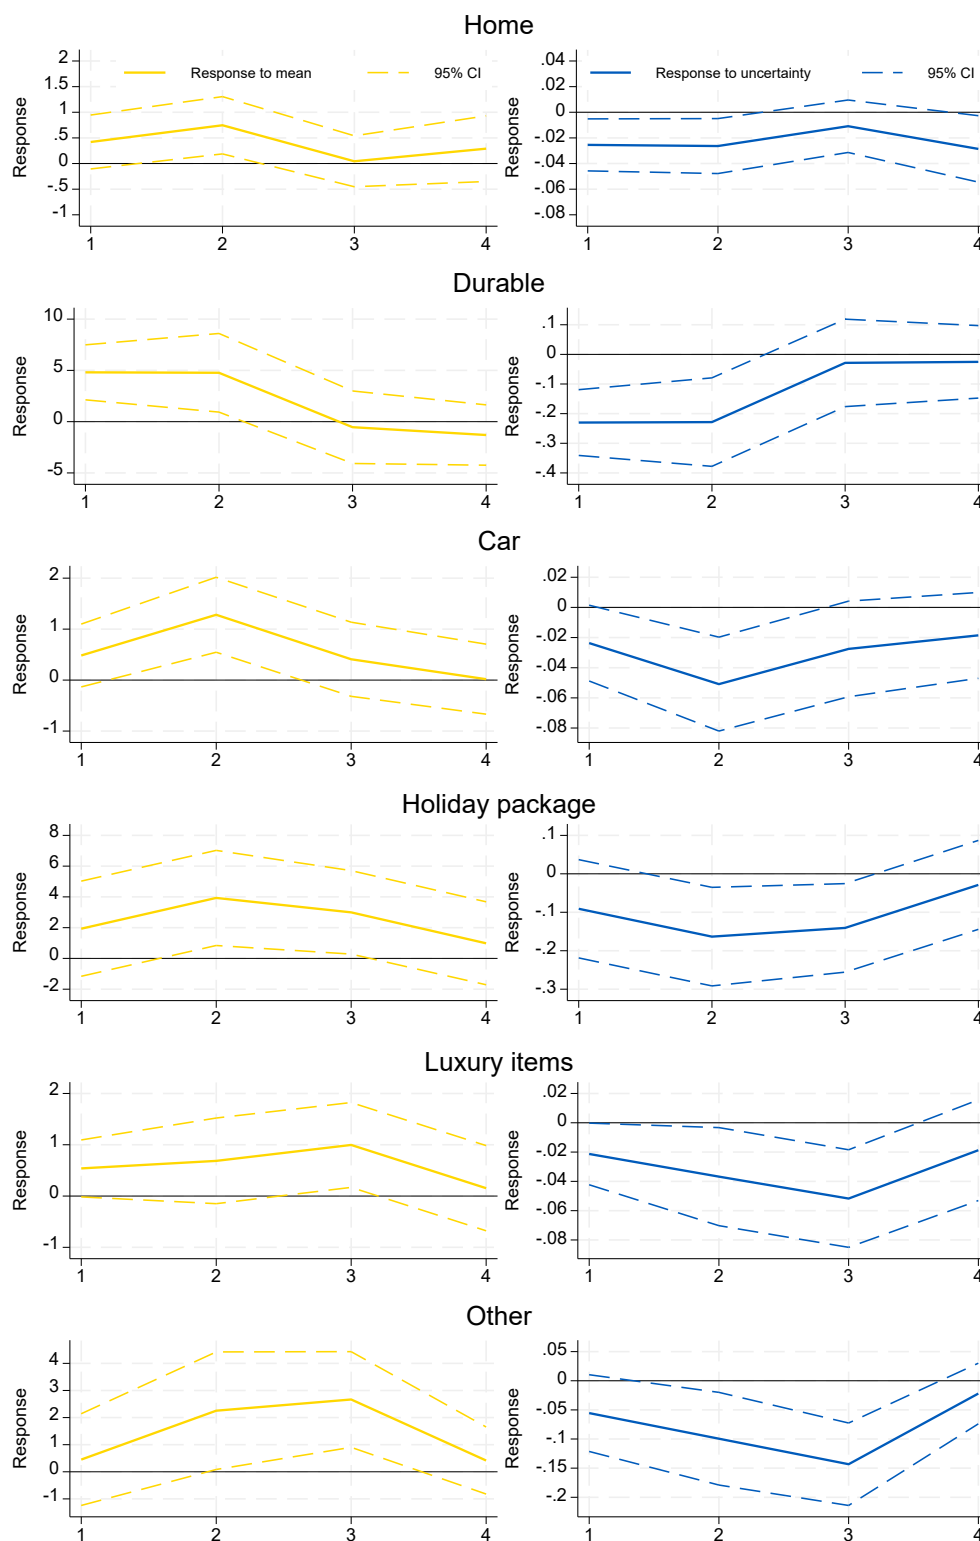 Home
Response
2
1.5
1
.5
0
-.5
-1
Response to mean 95% CI
1 2 3 4
Response
.04
.02
0
-.02
-.04
-.06
-.08
Response to uncertainty 95% CI
1 2 3 4
Durable
Response
10
5
0
-5
1 2 3 4
Response
.1
0
-.1
-.2
-.3
-.4
1 2 3 4
Car
Response
2
1
0
-1
1 2 3 4
Response
.02
0
-.02
-.04
-.06
-.08
1 2 3 4
Holiday package
Response
8
6
4
2
0
-2
1 2 3 4
Response
.1
0
-.1
-.2
-.3
1 2 3 4
Luxury items
Response
2
1
0
-1
1 2 3 4
Response
.02
0
-.02
-.04
-.06
-.08
1 2 3 4
Other
Response
4
3
2
1
0
-1
1 2 3 4
Response
.05
0
-.05
-.1
-.15
-.2
1 2 3 4